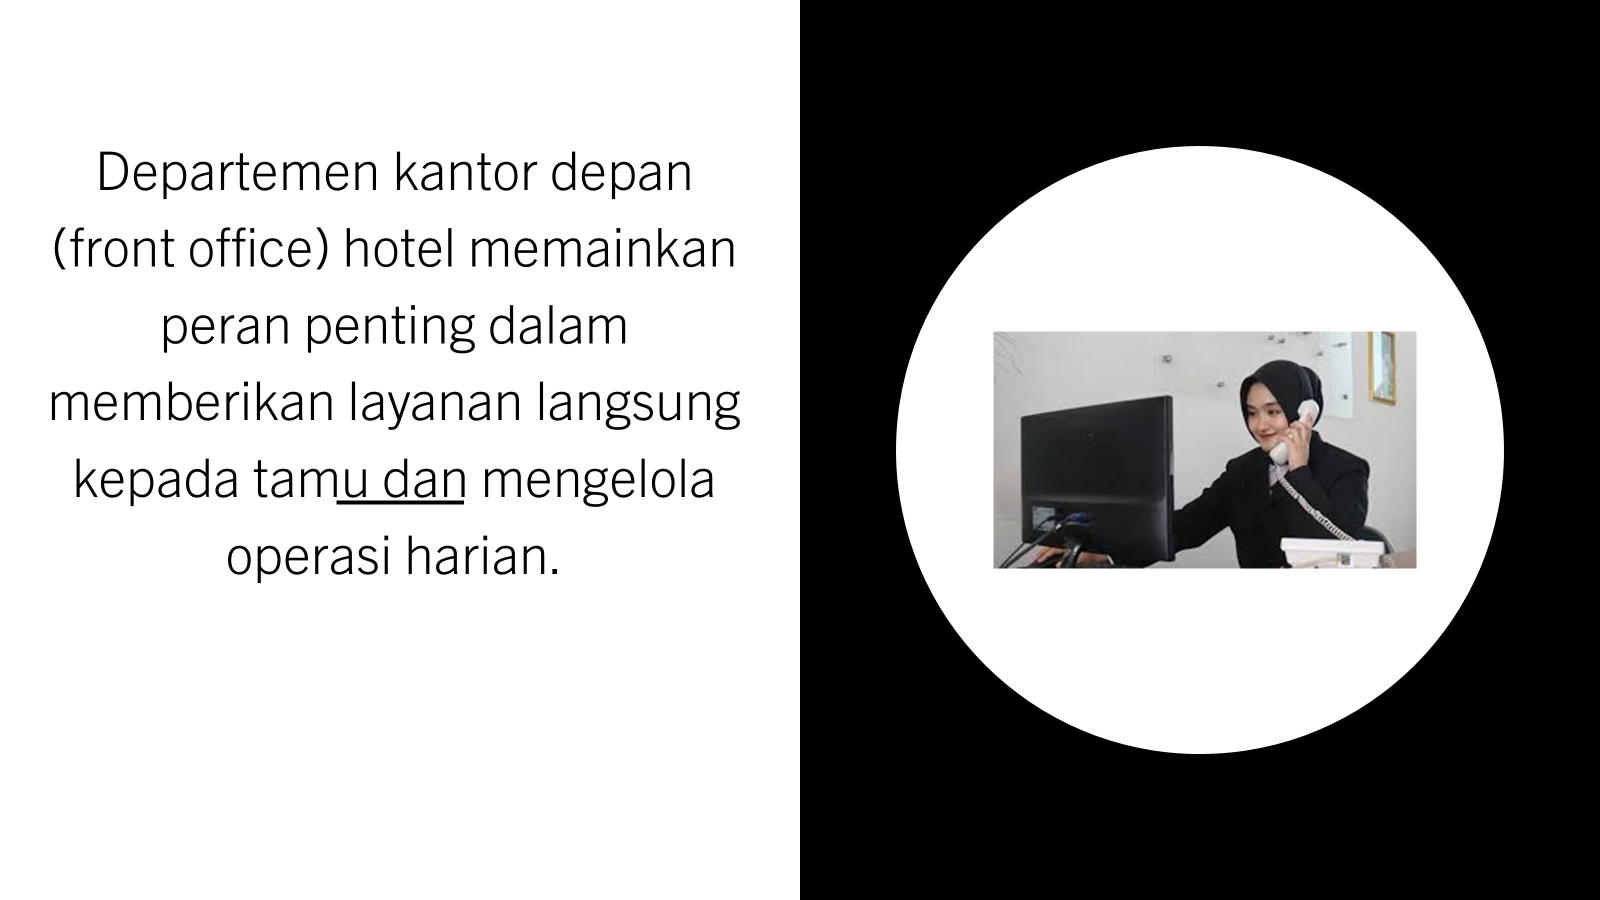 Departemen kantor depan
(front office) hotel memainkan
peran penting dalam
memberikan layanan langsung
kepada tamu dan mengelola
operasi harian.